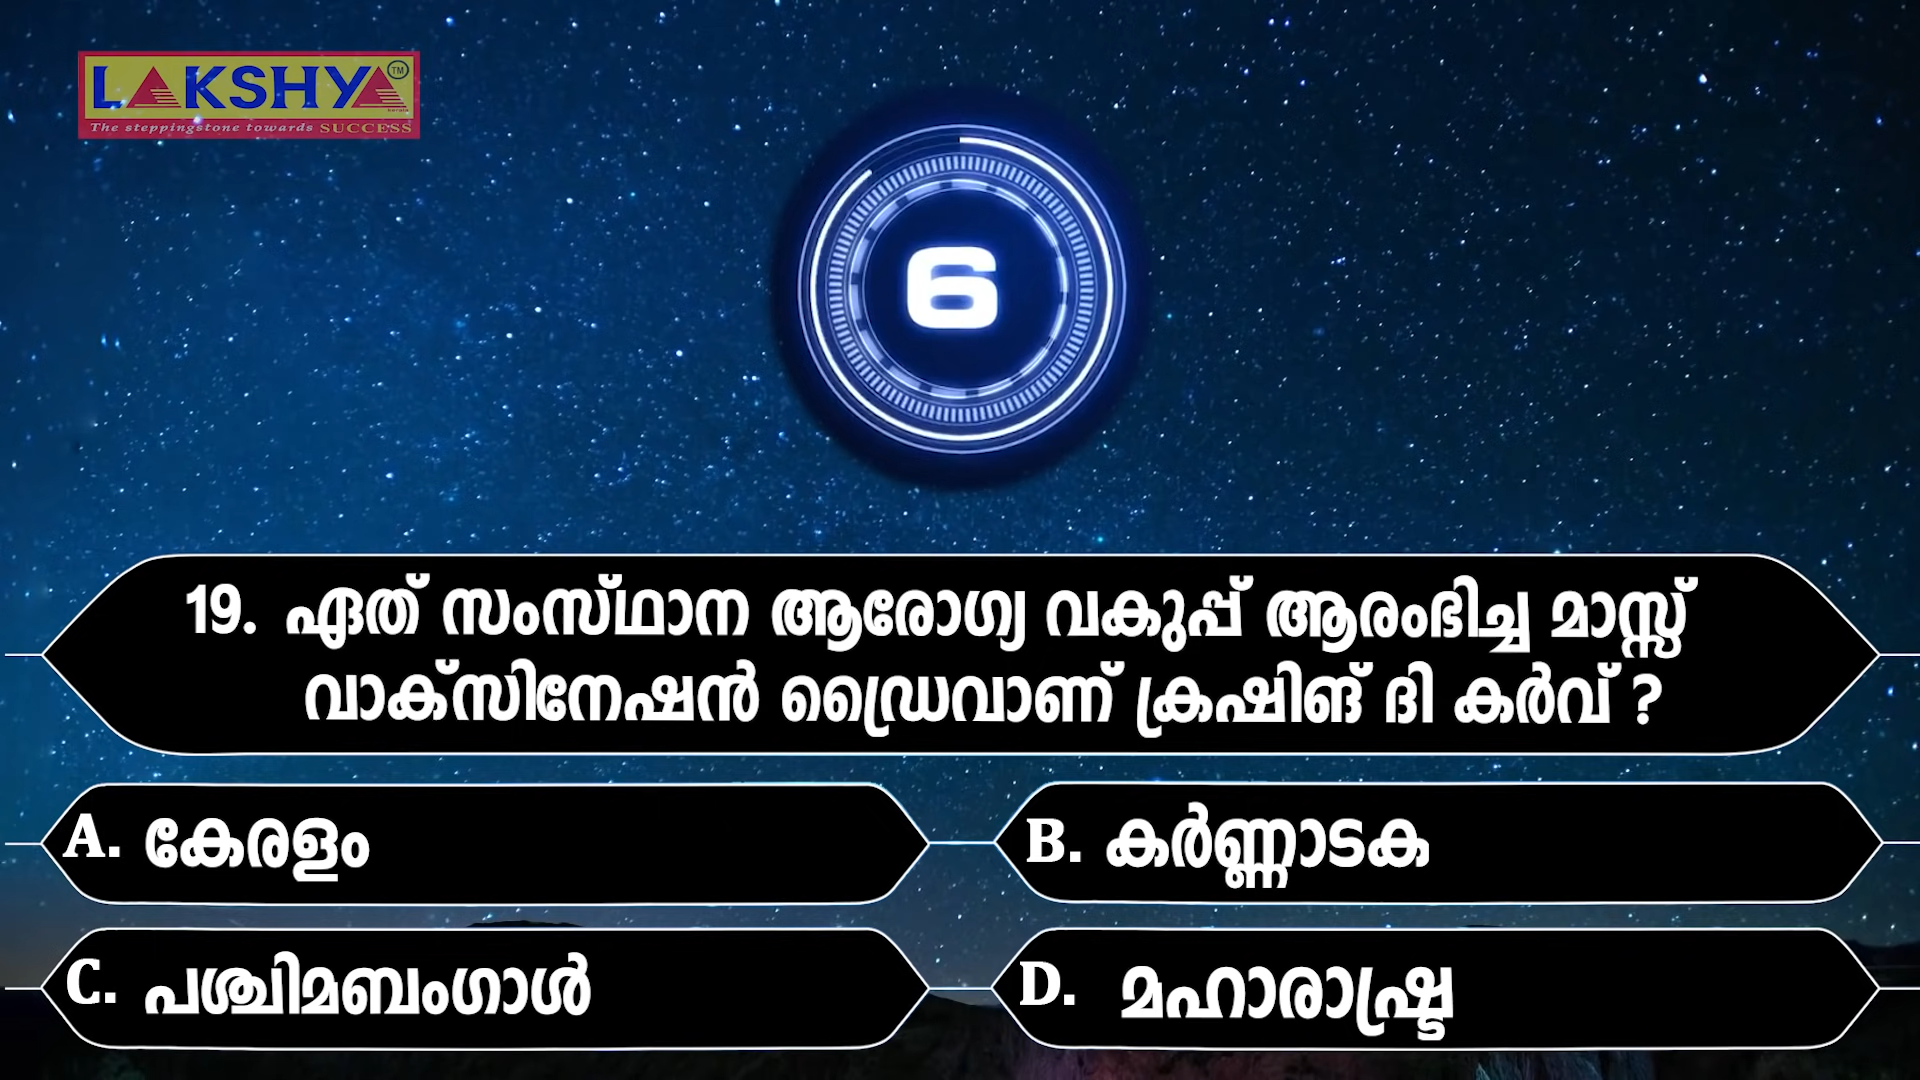 LAKSHYA TM
The steppingstone towards SUCCESS
6
19. ഏത് സംസ്ഥാന ആരോഗ്യ വകുപ്പ് ആരംഭിച്ച മാസ്സ്
വാക്സിനേഷൻ ഡ്രൈവാണ് ക്രഷിങ് ദി കർവ് ?
A. കേരളം
B. കർണ്ണാടക
C. പശ്ചിമബംഗാൾ
D. മഹാരാഷ്ട്ര